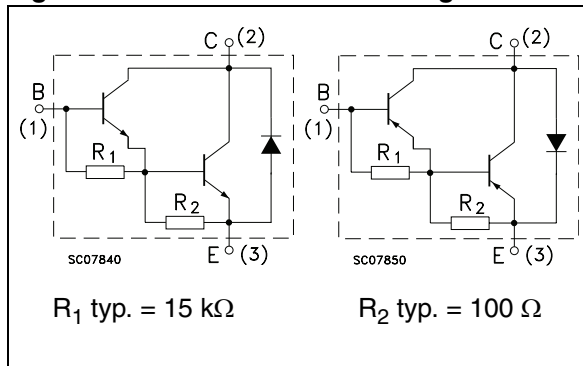 C (2)
B
(1)
R1
R2
E (3)
SC07840
C (2)
B
(1)
R1
R2
E (3)
SC07850
R1 typ. = 15 kΩ
R2 typ. = 100 Ω